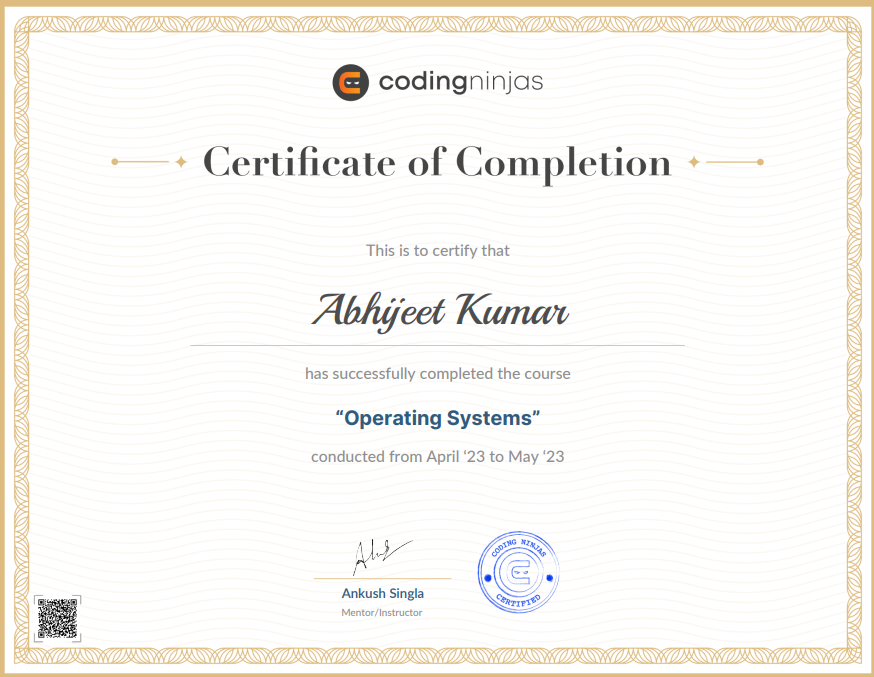 codingninjas
Certificate of Completion
This is to certify that
Abhijeet Kumar
has successfully completed the course
“Operating Systems”
conducted from April ‘23 to May ‘23
Ankush Singla
Mentor/Instructor
CODING NINJAS
CERTIFIED